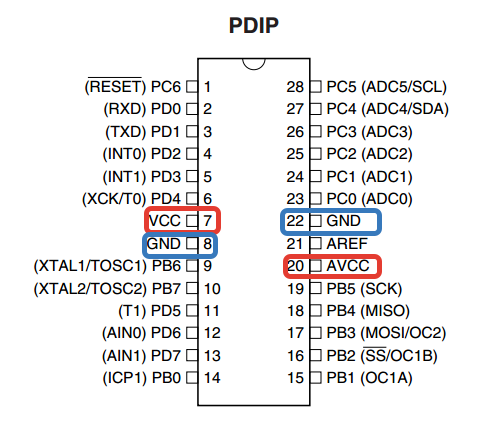 PDIP
(RESET) PC6 1 28 PC5 (ADC5/SCL)
(RXD) PD0 2 27 PC4 (ADC4/SDA)
(TXD) PD1 3 26 PC3 (ADC3)
(INT0) PD2 4 25 PC2 (ADC2)
(INT1) PD3 5 24 PC1 (ADC1)
(XCK/T0) PD4 6 23 PC0 (ADC0)
VCC 7 22 GND
GND 8 21 AREF
(XTAL1/TOSC1) PB6 9 20 AVCC
(XTAL2/TOSC2) PB7 10 19 PB5 (SCK)
(T1) PD5 11 18 PB4 (MISO)
(AIN0) PD6 12 17 PB3 (MOSI/OC2)
(AIN1) PD7 13 16 PB2 (SS/OC1B)
(ICP1) PB0 14 15 PB1 (OC1A)